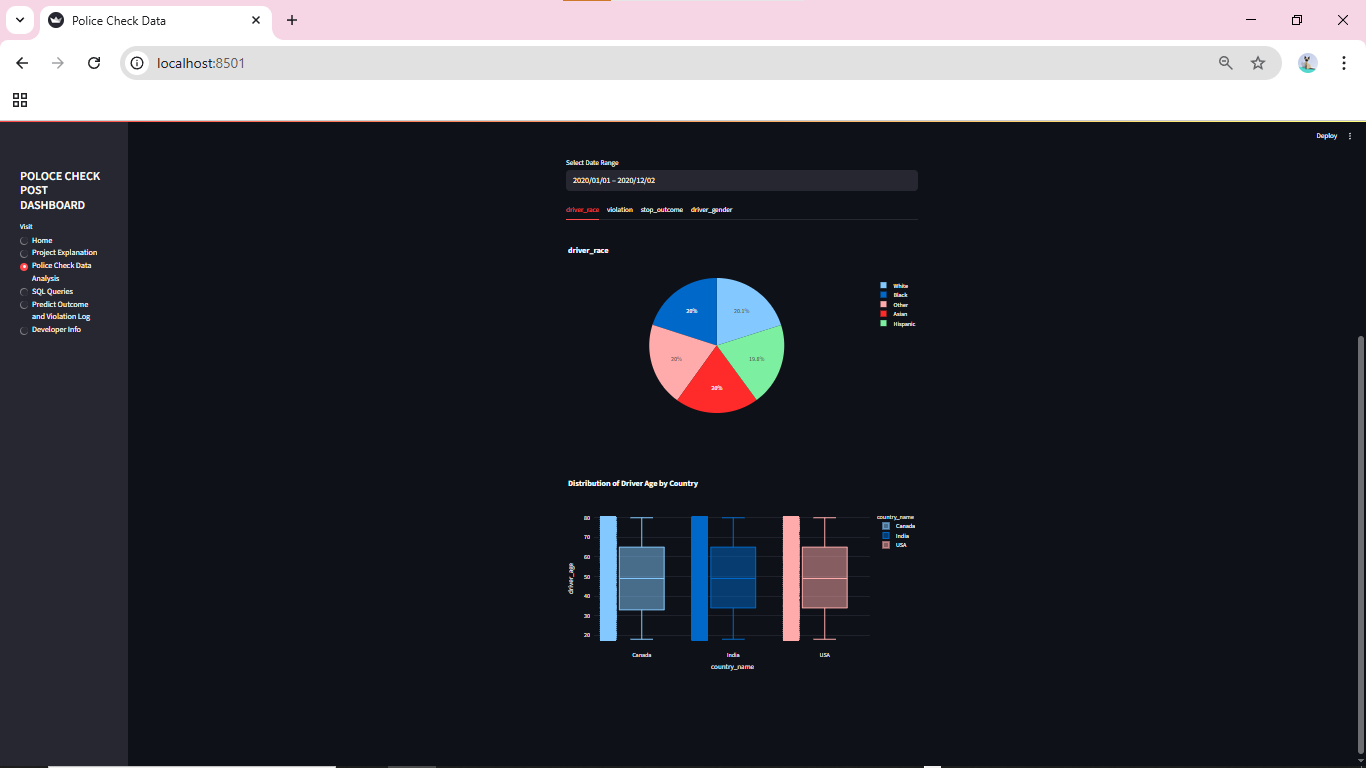 Police Check Data
localhost:8501
Deploy
POLOCE CHECK
POST
DASHBOARD
Visit
Home
Project Explanation
Police Check Data
Analysis
SQL Queries
Predict Outcome
and Violation Log
Developer Info
Select Date Range
2020/01/01 – 2020/12/02
driver_race violation stop_outcome driver_gender
driver_race
20% 20.1%
20% 19.8%
20%
White
Black
Other
Asian
Hispanic
Distribution of Driver Age by Country
driver_age
80
70
60
50
40
30
20
Canada India USA
country_name
country_name
Canada
India
USA